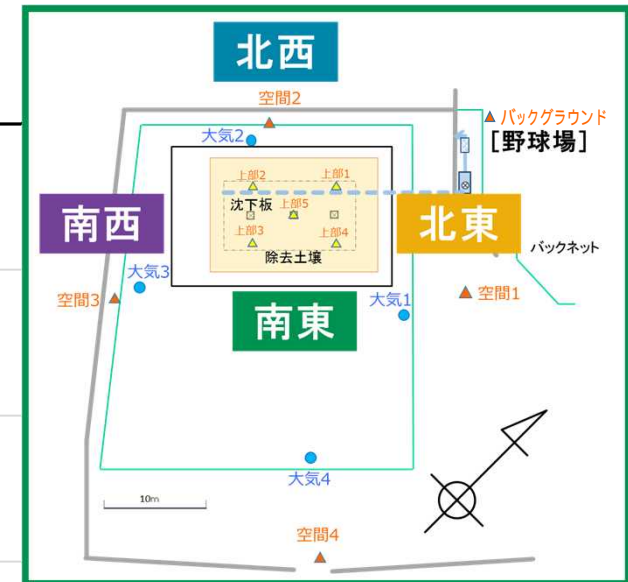 北西
空間2
バックグラウンド
[野球場]
大気2
上部2
上部1
沈下板
上部5
南西
北東
バックネット
上部3
上部4
除去土壌
大気3
空間3
空間1
大気1
南東
大気4
10m
空間4